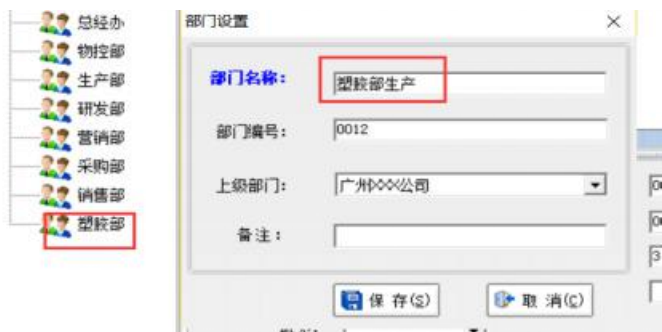 总经办
物控部
生产部
研发部
营销部
采购部
销售部
塑胶部
部门设置
部门名称：
塑胶部生产
部门编号：
0012
上级部门：
广州XXX公司
备注：
保 存(S)
取 消(C)